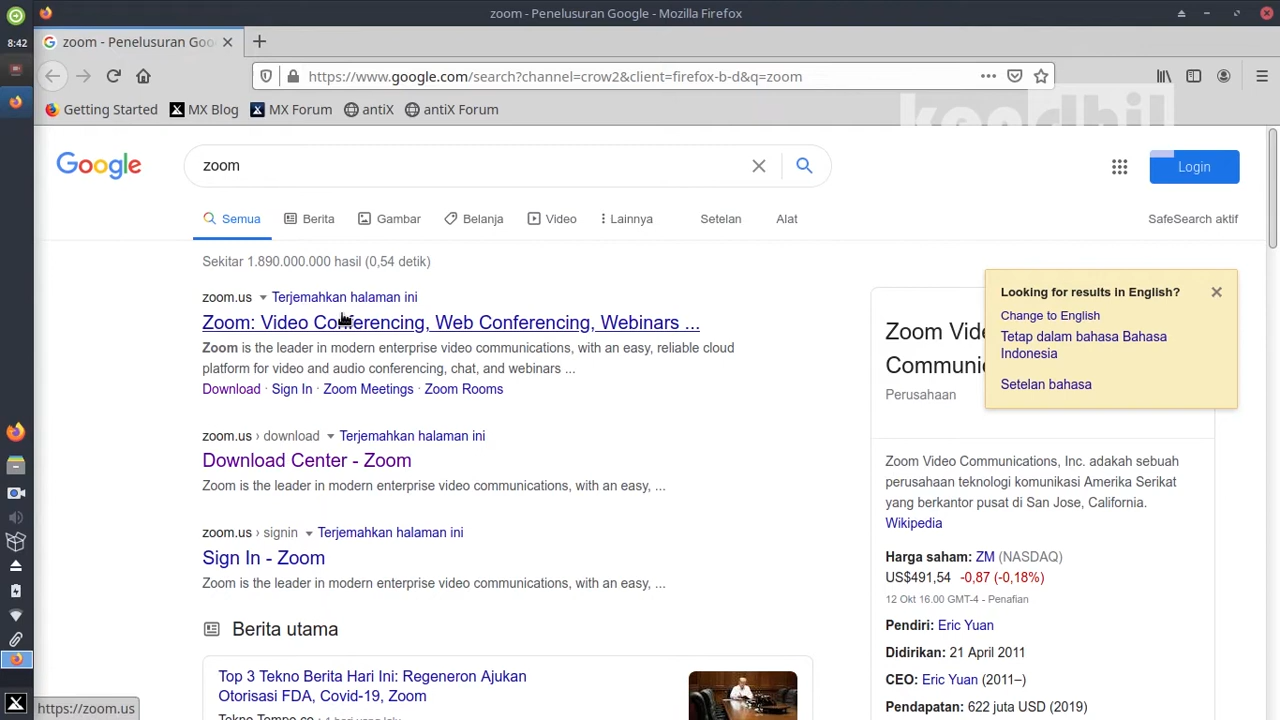 zoom - Penelusuran Google - Mozilla Firefox
8:42
zoom - Penelusuran Goo
https://www.google.com/search?channel=crow2&client=firefox-b-d&q=zoom
Getting Started
MX Blog
MX Forum
antiX
antiX Forum
Google
zoom
Login
Semua
Berita
Gambar
Belanja
Video
Lainnya
Setelan
Alat
SafeSearch aktif
Sekitar 1.890.000.000 hasil (0,54 detik)
zoom.us Terjemahkan halaman ini
Zoom: Video Conferencing, Web Conferencing, Webinars ...
Zoom is the leader in modern enterprise video communications, with an easy, reliable cloud
platform for video and audio conferencing, chat, and webinars ...
Download · Sign In · Zoom Meetings · Zoom Rooms
zoom.us › download Terjemahkan halaman ini
Download Center - Zoom
Zoom is the leader in modern enterprise video communications, with an easy, ...
zoom.us › signin Terjemahkan halaman ini
Sign In - Zoom
Zoom is the leader in modern enterprise video communications, with an easy, ...
Berita utama
Top 3 Tekno Berita Hari Ini: Regeneron Ajukan
Otorisasi FDA, Covid-19, Zoom
Tekno Tempo.co · 1 hari yang lalu
Looking for results in English?
Change to English
Tetap dalam bahasa Bahasa
Indonesia
Setelan bahasa
Zoom Vide
Communi
Perusahaan
Zoom Video Communications, Inc. adakah sebuah
perusahaan teknologi komunikasi Amerika Serikat
yang berkantor pusat di San Jose, California.
Wikipedia
Harga saham: ZM (NASDAQ)
US$491,54 -0,87 (-0,18%)
12 Okt 16.00 GMT-4 - Penafian
Pendiri: Eric Yuan
Didirikan: 21 April 2011
CEO: Eric Yuan (2011–)
Pendapatan: 622 juta USD (2019)
https://zoom.us